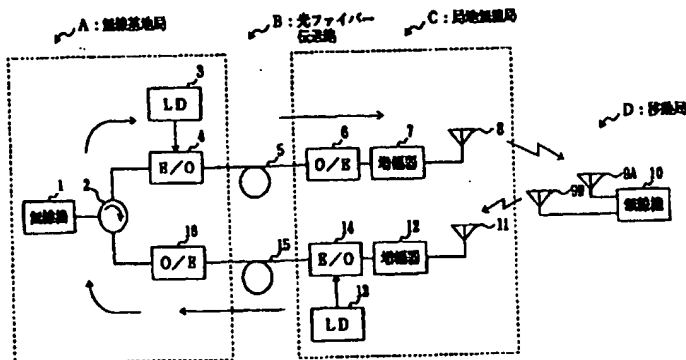 A：無線基地局
B：光ファイバー
伝送路
C：局地無線局
D：移動局
3
LD
4
E/O
5
6
O/E
7
増幅器
8
9A
9B
10
無線機
1
無線機
2
16
O/E
15
14
E/O
12
増幅器
11
13
LD